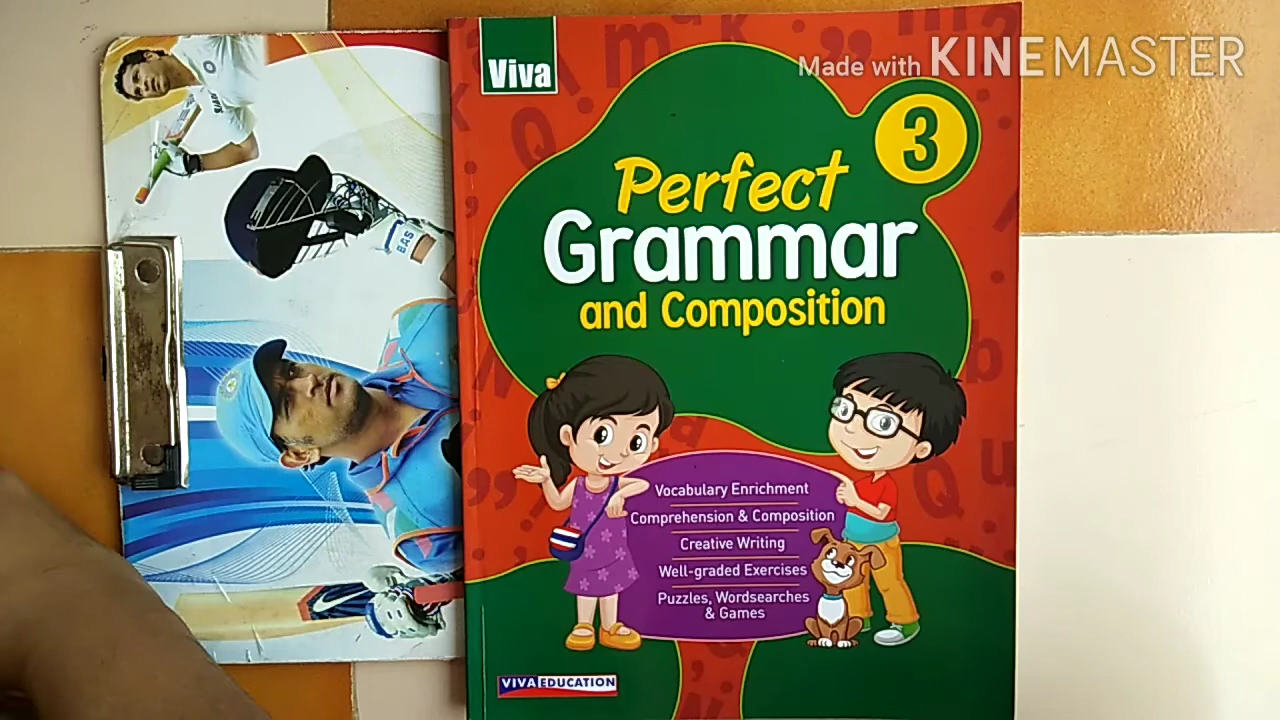 Made with KINEMASTER
Viva
3
Perfect
Grammar
and Composition
Vocabulary Enrichment
Comprehension & Composition
Creative Writing
Well-graded Exercises
Puzzles, Wordsearches
& Games
VIVA EDUCATION
BAS